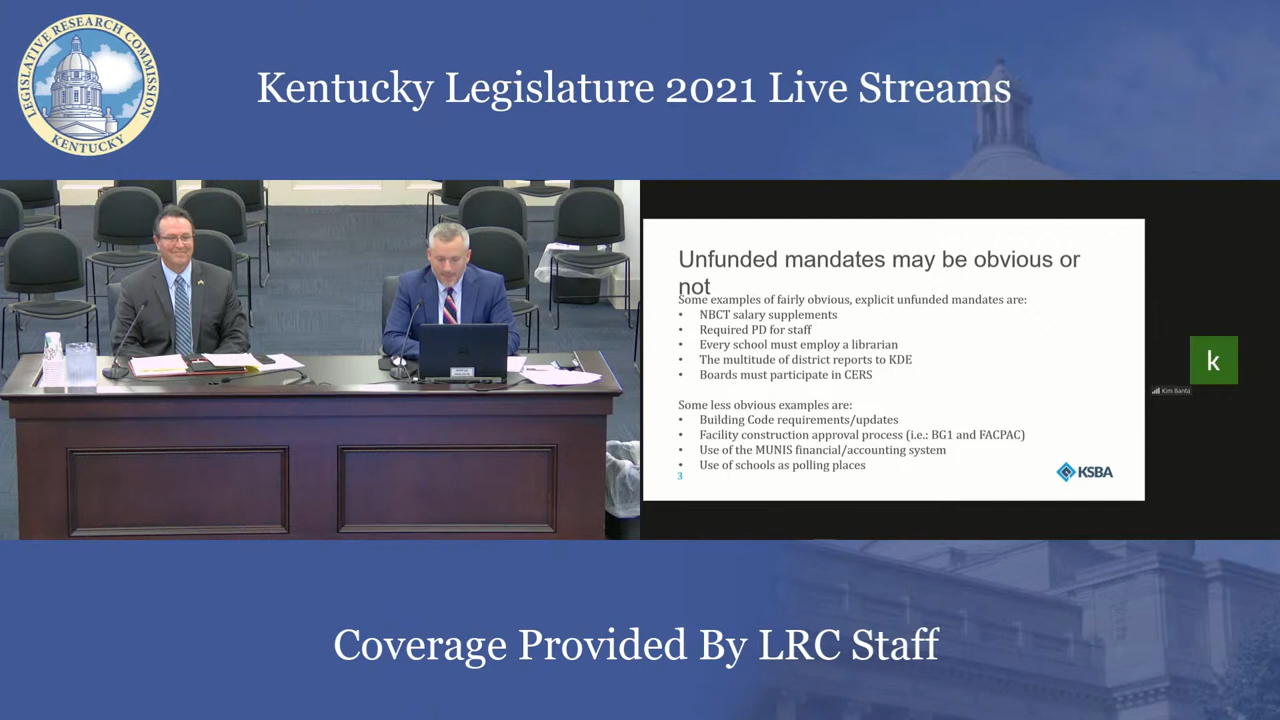 LEGISLATIVE RESEARCH COMMISSION
KENTUCKY
Kentucky Legislature 2021 Live Streams
Unfunded mandates may be obvious or
not
Some examples of fairly obvious, explicit unfunded mandates are:
• NBCT salary supplements
• Required PD for staff
• Every school must employ a librarian
• The multitude of district reports to KDE
• Boards must participate in CERS
Some less obvious examples are:
• Building Code requirements/updates
• Facility construction approval process (i.e.: BG1 and FACPAC)
• Use of the MUNIS financial/accounting system
• Use of schools as polling places
3
KSBA
k
Kim Banta
Coverage Provided By LRC Staff